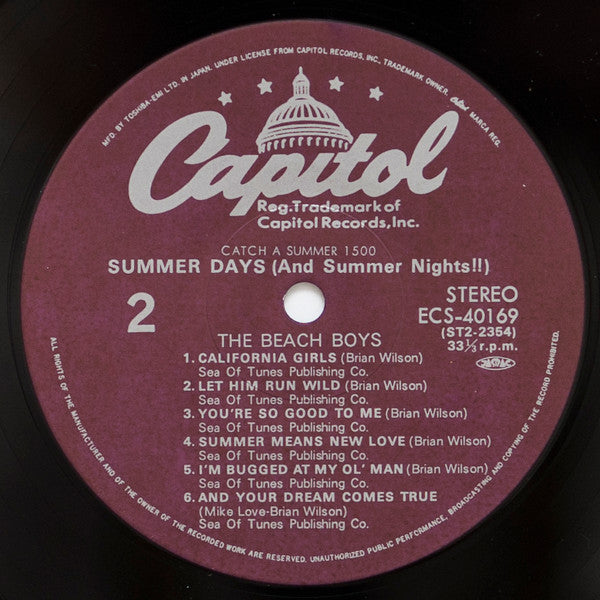 MFD. BY TOSHIBA-EMI LTD. IN JAPAN. UNDER LICENSE FROM CAPITOL RECORDS, INC., TRADEMARK OWNER. Capitol MARCA REG.
Capitol
Reg.Trademark of
Capitol Records,Inc.
CATCH A SUMMER 1500
SUMMER DAYS (And Summer Nights!!)
2
STEREO
ECS-40169
(ST2-2354)
33⅓ r.p.m.
THE BEACH BOYS
1. CALIFORNIA GIRLS (Brian Wilson)
Sea Of Tunes Publishing Co.
2. LET HIM RUN WILD (Brian Wilson)
Sea Of Tunes Publishing Co.
3. YOU'RE SO GOOD TO ME (Brian Wilson)
Sea Of Tunes Publishing Co.
4. SUMMER MEANS NEW LOVE (Brian Wilson)
Sea Of Tunes Publishing Co.
5. I'M BUGGED AT MY OL' MAN (Brian Wilson)
Sea Of Tunes Publishing Co.
6. AND YOUR DREAM COMES TRUE
(Mike Love-Brian Wilson)
Sea Of Tunes Publishing Co.
ALL RIGHTS OF THE MANUFACTURER AND OF THE OWNER OF THE RECORDED WORK ARE RESERVED. UNAUTHORIZED PUBLIC PERFORMANCE, BROADCASTING AND COPYING OF THE RECORD PROHIBITED.